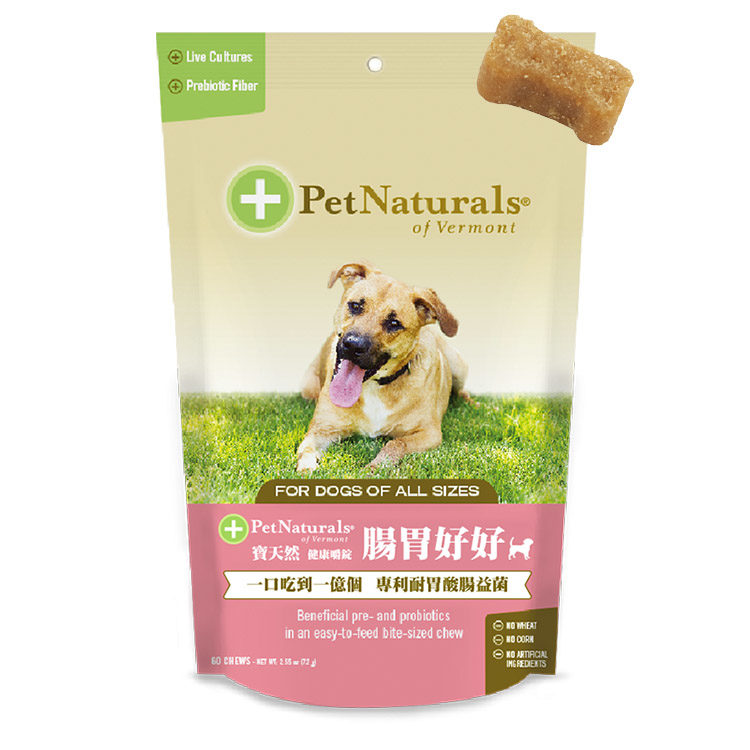 Live Cultures
Prebiotic Fiber
PetNaturals®
of Vermont
FOR DOGS OF ALL SIZES
PetNaturals®
of Vermont
寶天然 健康嚼錠 腸胃好好
一口吃到一億個 專利耐胃酸腸益菌
Beneficial pre- and probiotics
in an easy-to-feed bite-sized chew
NO WHEAT
NO CORN
NO ARTIFICIAL
INGREDIENTS
60 CHEWS - NET WT.